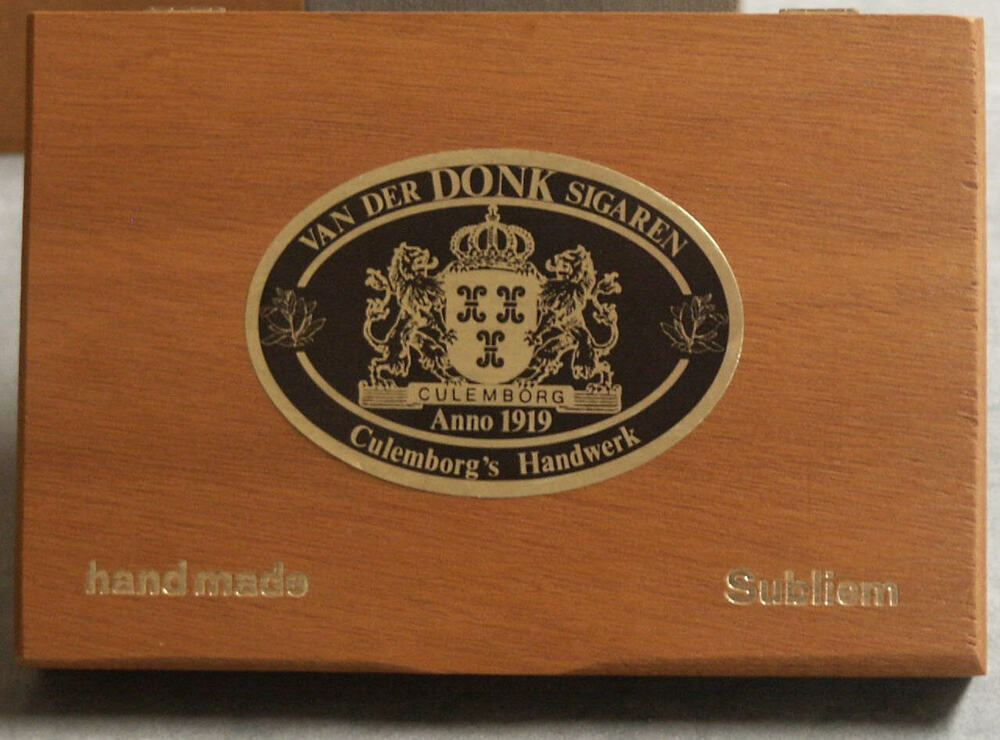 VAN DER DONK SIGAREN
CULEMBORG
Anno 1919
Culemborg's Handwerk
hand made
Subliem